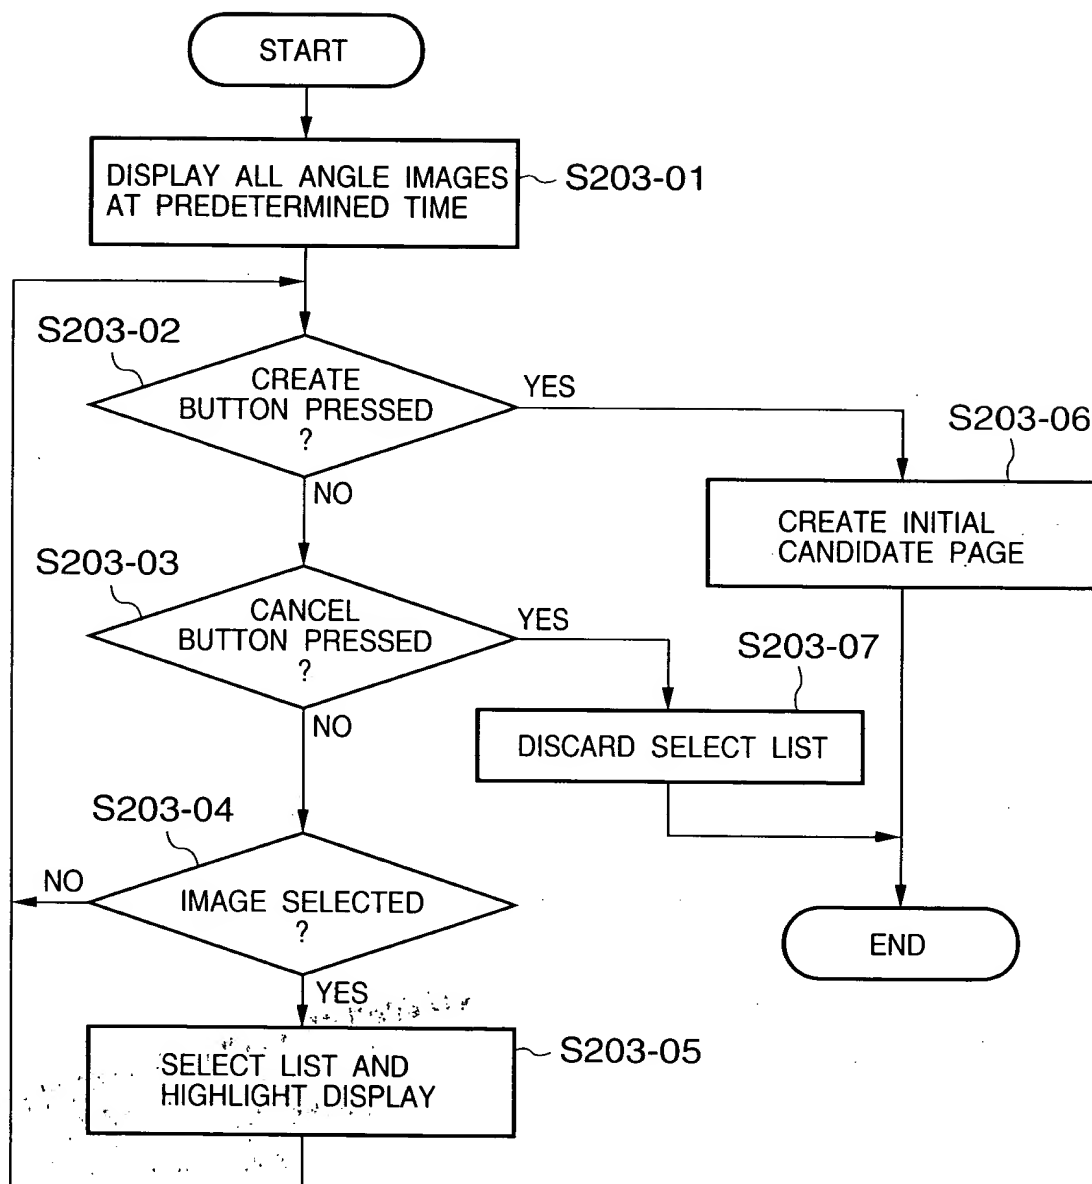 START
DISPLAY ALL ANGLE IMAGES
AT PREDETERMINED TIME
S203-01
S203-02
CREATE
BUTTON PRESSED
?
YES
NO
S203-06
CREATE INITIAL
CANDIDATE PAGE
S203-03
CANCEL
BUTTON PRESSED
?
YES
NO
S203-07
DISCARD SELECT LIST
S203-04
IMAGE SELECTED
?
NO
YES
END
SELECT LIST AND
HIGHLIGHT DISPLAY
S203-05